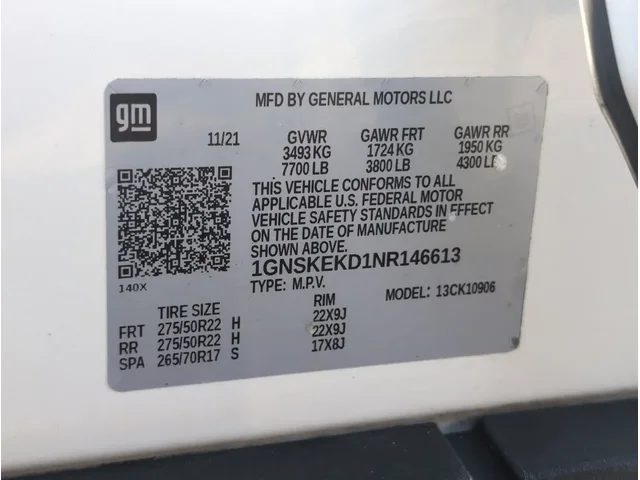 gm
MFD BY GENERAL MOTORS LLC
11/21 GVWR GAWR FRT GAWR RR
3493 KG 1724 KG 1950 KG
7700 LB 3800 LB 4300 LB
THIS VEHICLE CONFORMS TO ALL
APPLICABLE U.S. FEDERAL MOTOR
VEHICLE SAFETY STANDARDS IN EFFECT
ON THE DATE OF MANUFACTURE
SHOWN ABOVE.
1GNSKEKD1NR146613
140X
TYPE: M.P.V. MODEL: 13CK10906
TIRE SIZE RIM
FRT 275/50R22 H 22X9J
RR 275/50R22 H 22X9J
SPA 265/70R17 S 17X8J